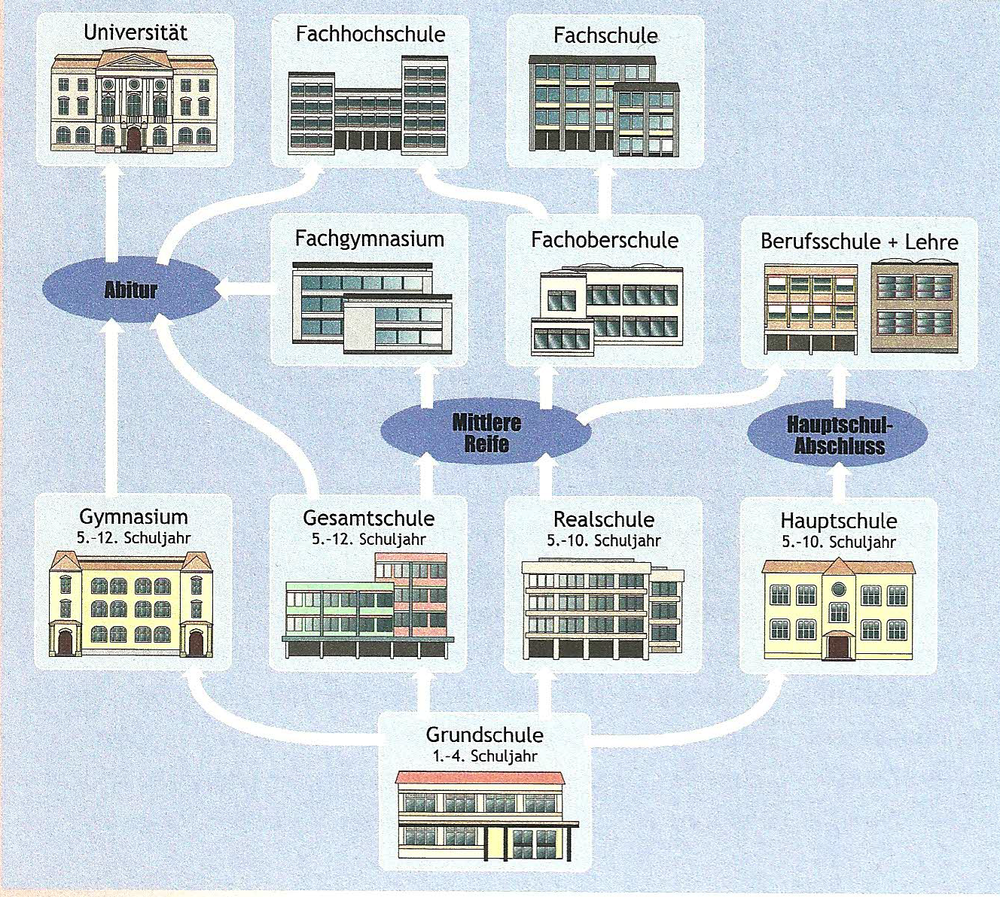 Universität
Fachhochschule
Fachschule
Abitur
Fachgymnasium
Fachoberschule
Berufsschule + Lehre
Mittlere
Reife
Hauptschul-
Abschluss
Gymnasium
5.-12. Schuljahr
Gesamtschule
5.-12. Schuljahr
Realschule
5.-10. Schuljahr
Hauptschule
5.-10. Schuljahr
Grundschule
1.-4. Schuljahr